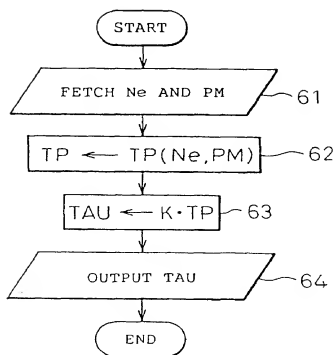 START
FETCH Ne AND PM
61
TP ← TP(Ne,PM)
62
TAU ← K·TP
63
OUTPUT TAU
64
END